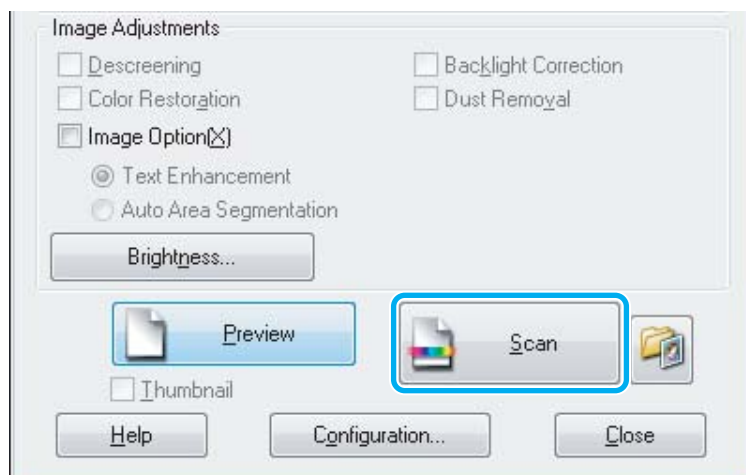 Image Adjustments
Descreening Backlight Correction
Color Restoration Dust Removal
Image Option(X)
Text Enhancement
Auto Area Segmentation
Brightness...
Preview Scan
Thumbnail
Help Configuration... Close